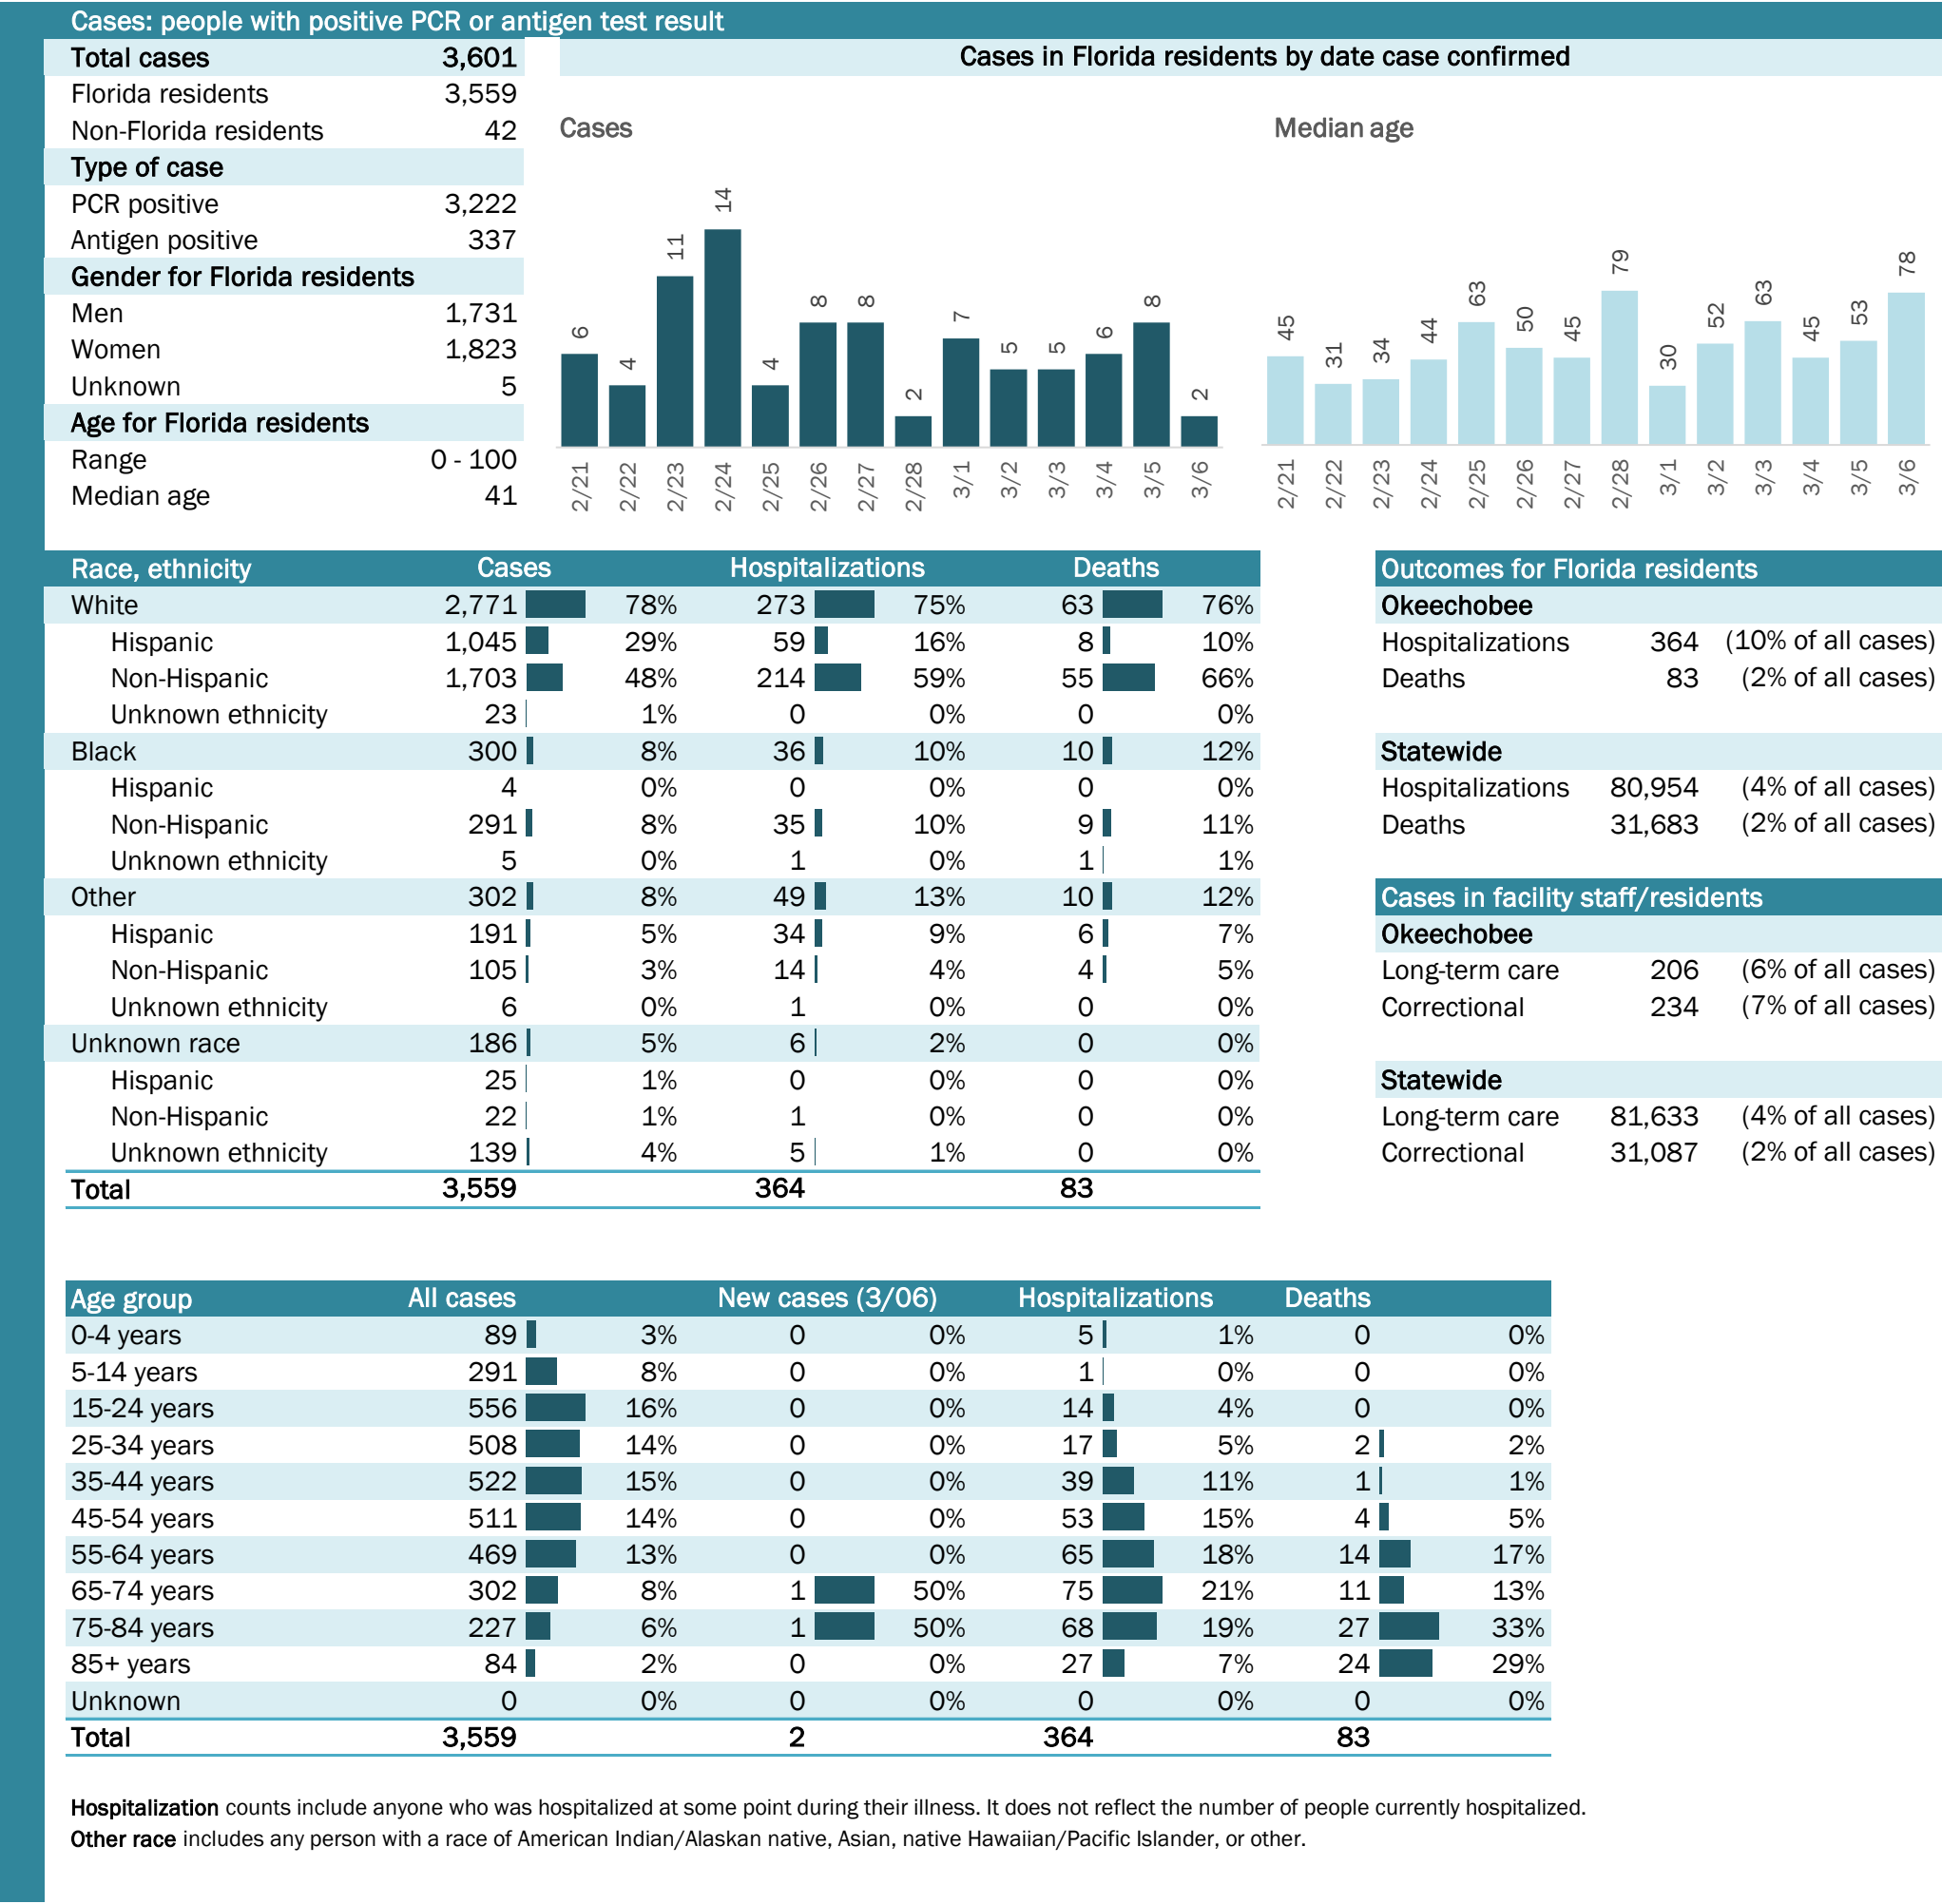 Cases: people with positive PCR or antigen test result
Total cases 3,601
Florida residents 3,559
Non-Florida residents 42
Type of case
PCR positive 3,222
Antigen positive 337
Gender for Florida residents
Men 1,731
Women 1,823
Unknown 5
Age for Florida residents
Range 0 - 100
Median age 41
Cases in Florida residents by date case confirmed
Cases
6 4 11 14 4 8 8 2 7 5 5 6 8 2
2/21 2/22 2/23 2/24 2/25 2/26 2/27 2/28 3/1 3/2 3/3 3/4 3/5 3/6
Median age
45 31 34 44 63 50 45 79 30 52 63 45 53 78
2/21 2/22 2/23 2/24 2/25 2/26 2/27 2/28 3/1 3/2 3/3 3/4 3/5 3/6
Race, ethnicity Cases Hospitalizations Deaths
White 2,771 78% 273 75% 63 76%
Hispanic 1,045 29% 59 16% 8 10%
Non-Hispanic 1,703 48% 214 59% 55 66%
Unknown ethnicity 23 1% 0 0% 0 0%
Black 300 8% 36 10% 10 12%
Hispanic 4 0% 0 0% 0 0%
Non-Hispanic 291 8% 35 10% 9 11%
Unknown ethnicity 5 0% 1 0% 1 1%
Other 302 8% 49 13% 10 12%
Hispanic 191 5% 34 9% 6 7%
Non-Hispanic 105 3% 14 4% 4 5%
Unknown ethnicity 6 0% 1 0% 0 0%
Unknown race 186 5% 6 2% 0 0%
Hispanic 25 1% 0 0% 0 0%
Non-Hispanic 22 1% 1 0% 0 0%
Unknown ethnicity 139 4% 5 1% 0 0%
Total 3,559 364 83
Outcomes for Florida residents
Okeechobee
Hospitalizations 364 (10% of all cases)
Deaths 83 (2% of all cases)
Statewide
Hospitalizations 80,954 (4% of all cases)
Deaths 31,683 (2% of all cases)
Cases in facility staff/residents
Okeechobee
Long-term care 206 (6% of all cases)
Correctional 234 (7% of all cases)
Statewide
Long-term care 81,633 (4% of all cases)
Correctional 31,087 (2% of all cases)
Age group All cases New cases (3/06) Hospitalizations Deaths
0-4 years 89 3% 0 0% 5 1% 0 0%
5-14 years 291 8% 0 0% 1 0% 0 0%
15-24 years 556 16% 0 0% 14 4% 0 0%
25-34 years 508 14% 0 0% 17 5% 2 2%
35-44 years 522 15% 0 0% 39 11% 1 1%
45-54 years 511 14% 0 0% 53 15% 4 5%
55-64 years 469 13% 0 0% 65 18% 14 17%
65-74 years 302 8% 1 50% 75 21% 11 13%
75-84 years 227 6% 1 50% 68 19% 27 33%
85+ years 84 2% 0 0% 27 7% 24 29%
Unknown 0 0% 0 0% 0 0% 0 0%
Total 3,559 2 364 83
Hospitalization counts include anyone who was hospitalized at some point during their illness. It does not reflect the number of people currently hospitalized.
Other race includes any person with a race of American Indian/Alaskan native, Asian, native Hawaiian/Pacific Islander, or other.